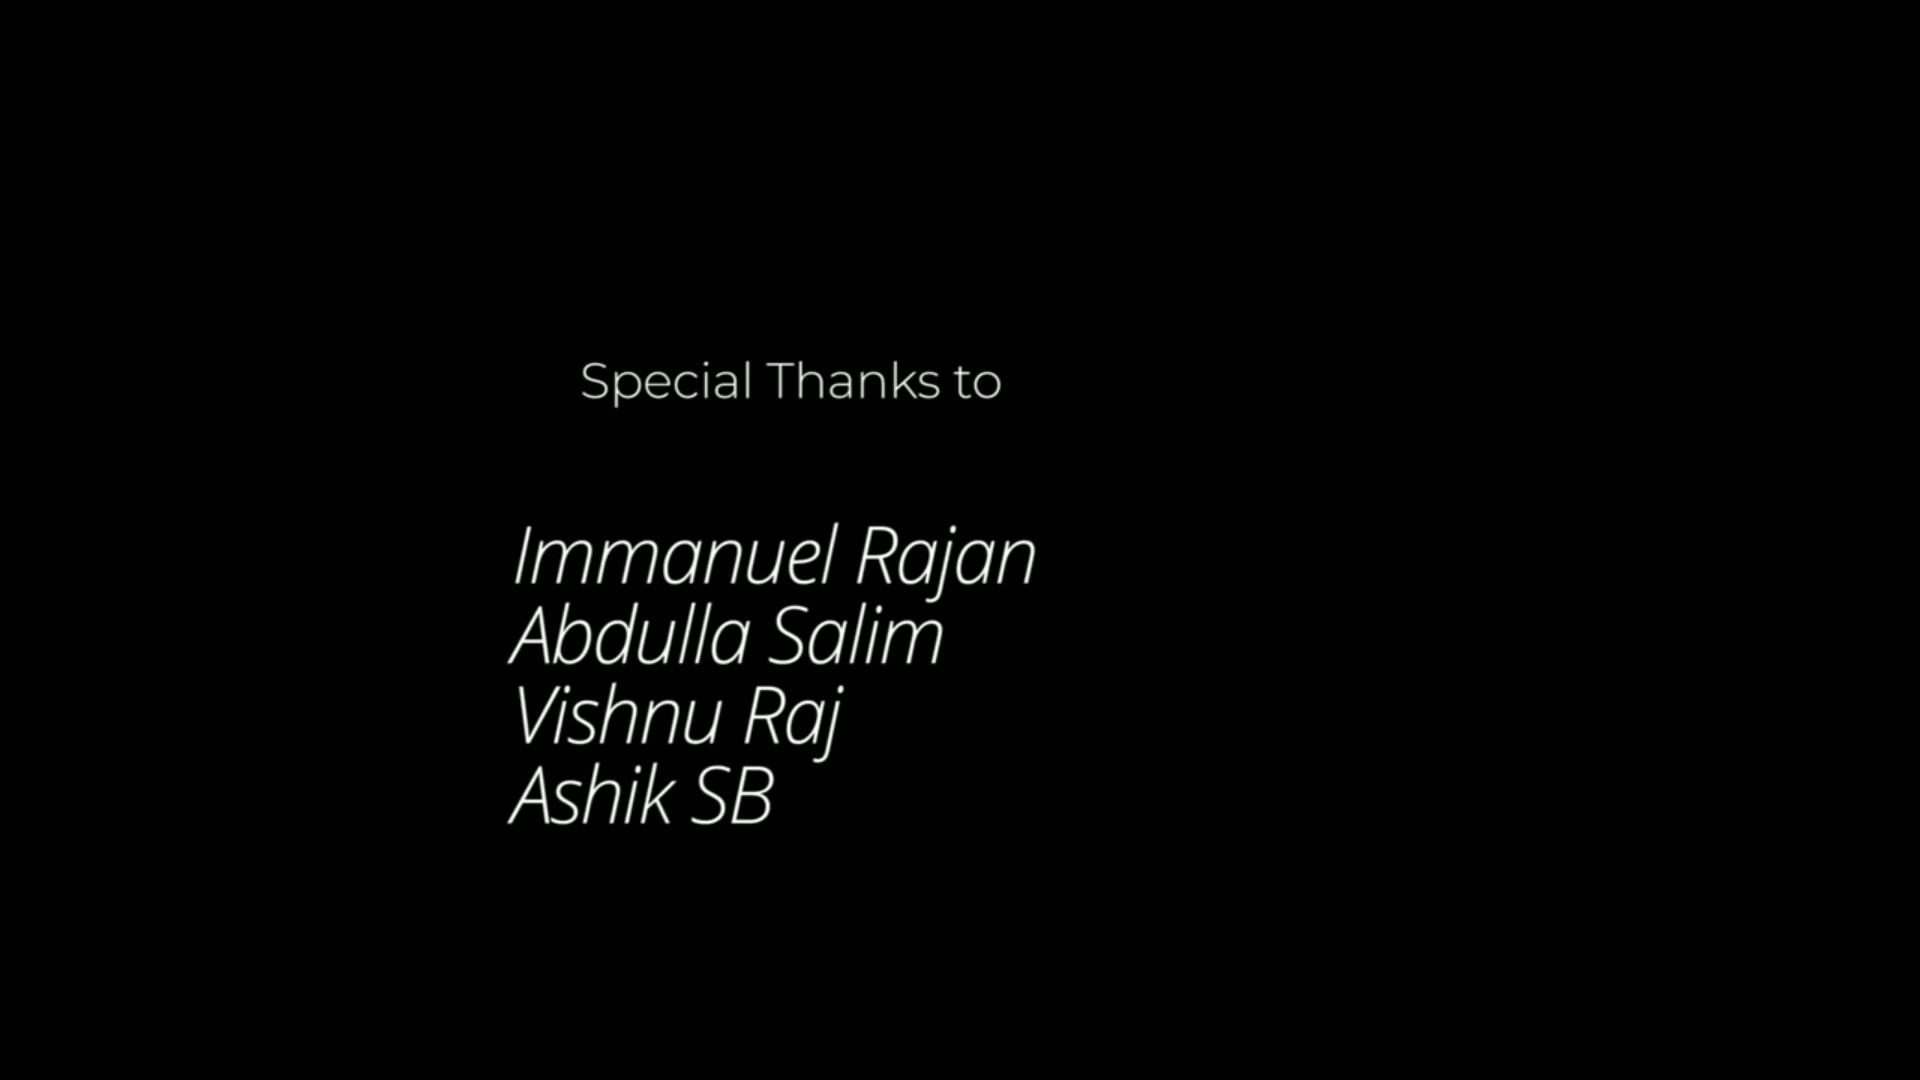 Special Thanks to
Immanuel Rajan
Abdulla Salim
Vishnu Raj
Ashik SB